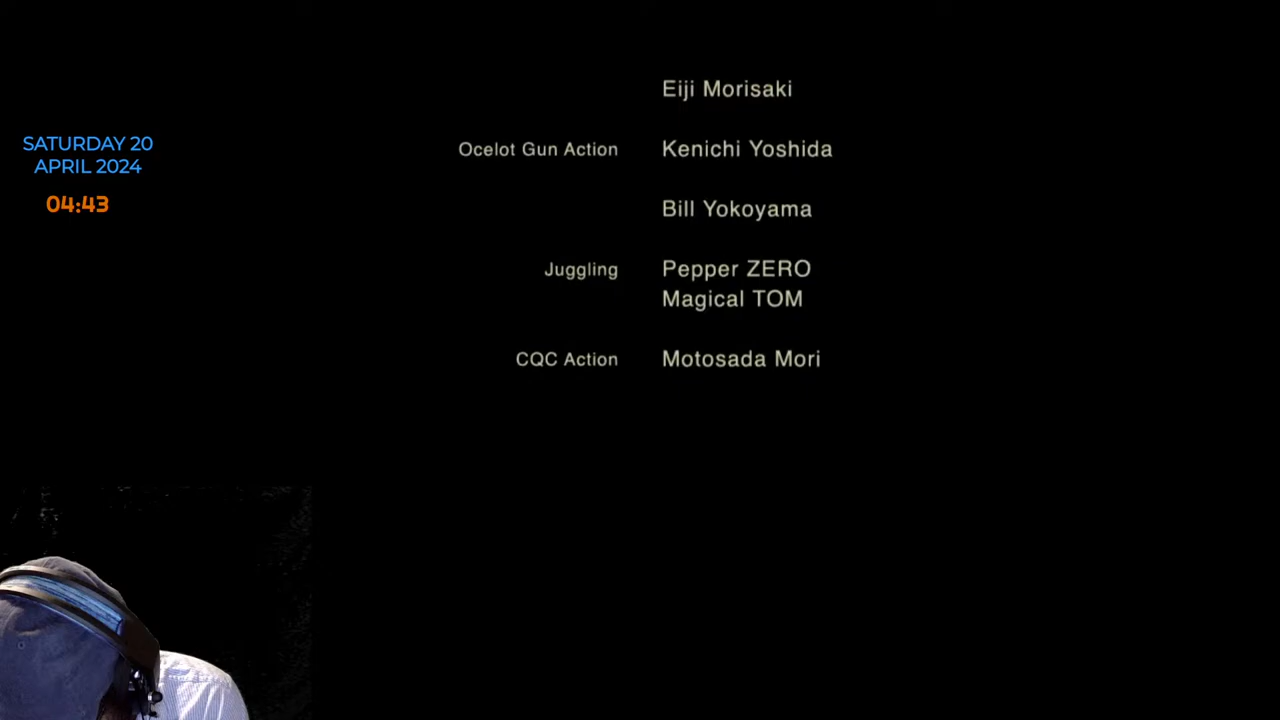 SATURDAY 20
APRIL 2024
04:43
Eiji Morisaki
Ocelot Gun Action Kenichi Yoshida
Bill Yokoyama
Juggling Pepper ZERO
Magical TOM
CQC Action Motosada Mori